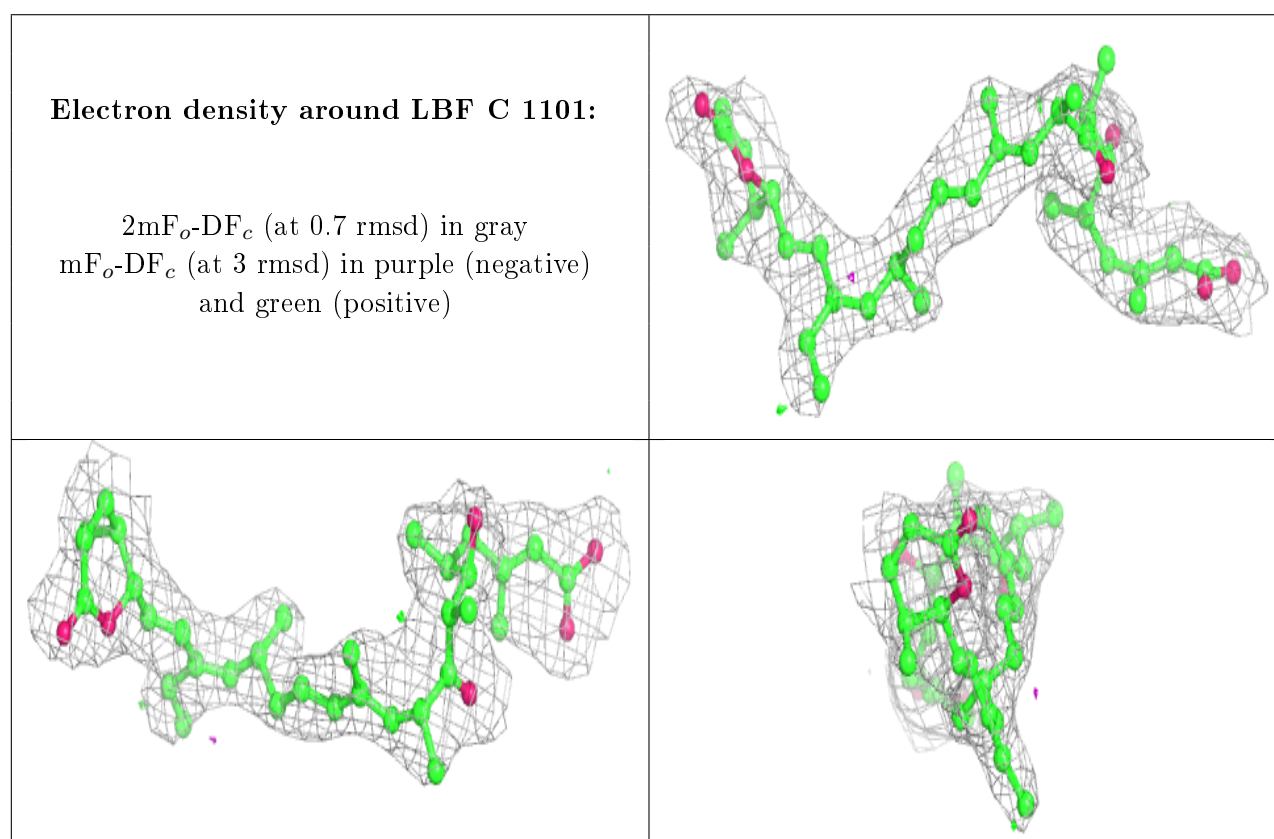 Electron density around LBF C 1101:
2mFo-DFc (at 0.7 rmsd) in gray
mFo-DFc (at 3 rmsd) in purple (negative)
and green (positive)